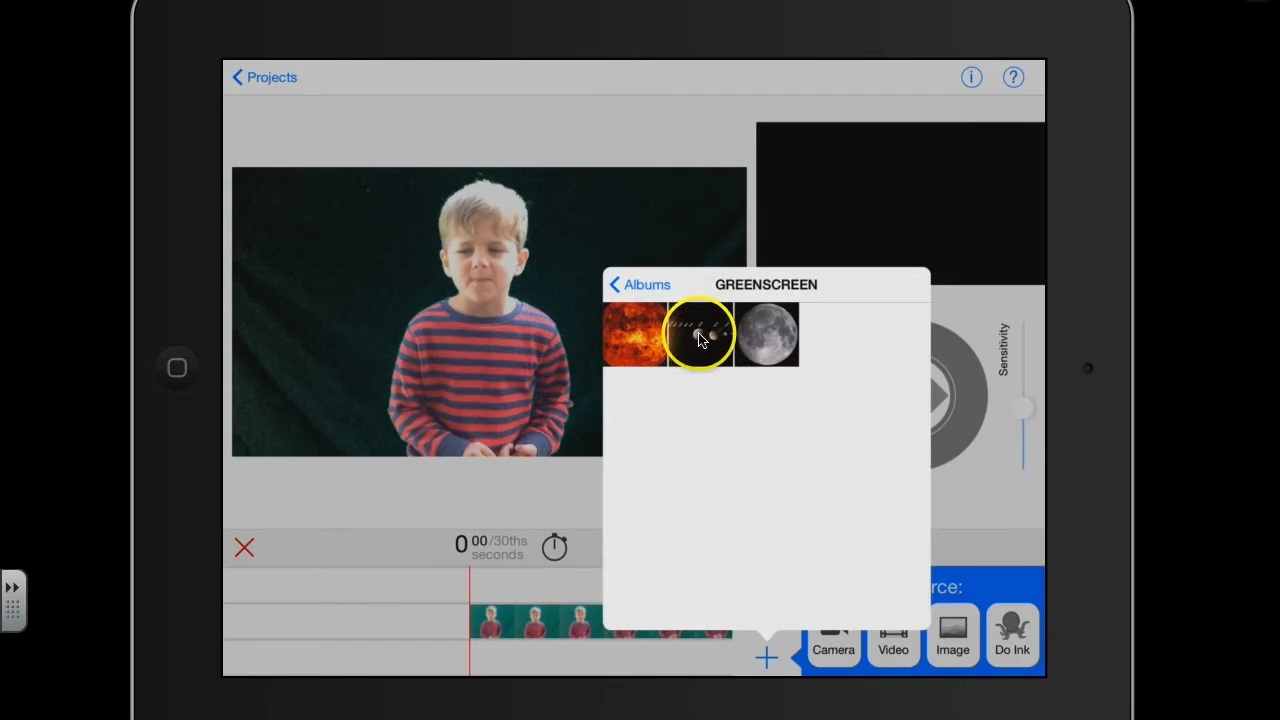 Projects
i
?
Albums
GREENSCREEN
Sensitivity
0 00/30ths seconds
rce:
Camera
Video
Image
Do Ink